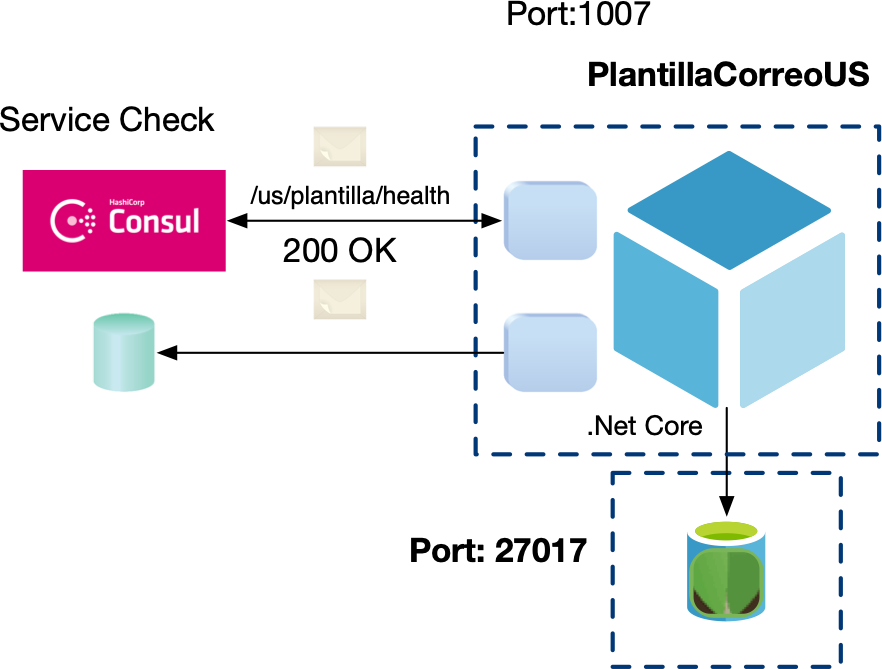 Port:1007
PlantillaCorreoUS
Service Check
HashiCorp
Consul
/us/plantilla/health
200 OK
.Net Core
Port: 27017